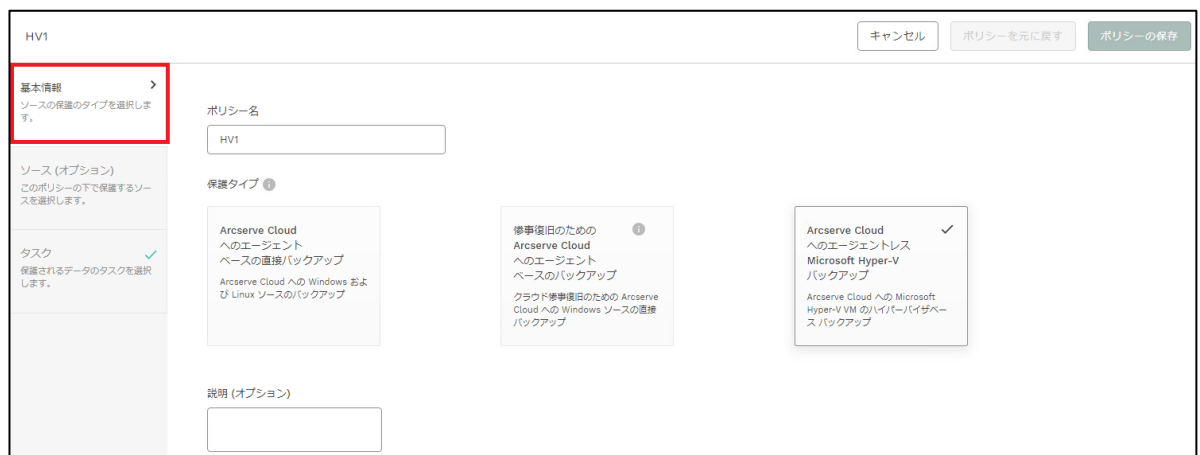 HV1
キャンセル
ポリシーを元に戻す
ポリシーの保存
基本情報
ソースの保護のタイプを選択しま
す。
ソース (オプション)
このポリシーの下で保護するソー
スを選択します。
タスク
保護されるデータのタスクを選択
します。
ポリシー名
HV1
保護タイプ
Arcserve Cloud
へのエージェント
ベースの直接バックアップ
Arcserve Cloud への Windows およ
び Linux ソースのバックアップ
惨事復旧のための
Arcserve Cloud
へのエージェント
ベースのバックアップ
クラウド惨事復旧のための Arcserve
Cloud への Windows ソースの直接
バックアップ
Arcserve Cloud
へのエージェントレス
Microsoft Hyper-V
バックアップ
Arcserve Cloud への Microsoft
Hyper-V VM のハイパーバイザベー
ス バックアップ
説明 (オプション)